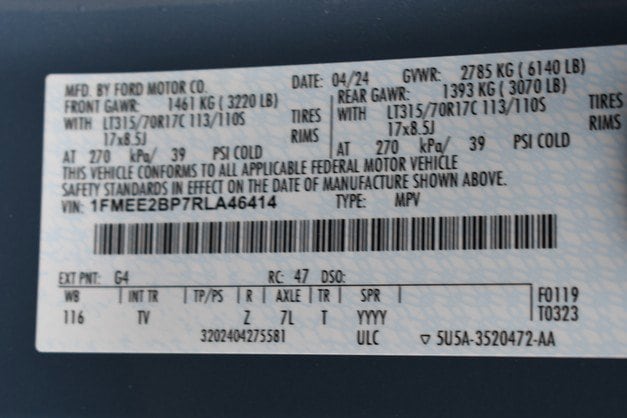 MFD. BY FORD MOTOR CO. DATE: 04/24 GVWR: 2785 KG ( 6140 LB)
FRONT GAWR: 1461 KG ( 3220 LB) REAR GAWR: 1393 KG ( 3070 LB)
WITH LT315/70R17C 113/110S TIRES WITH LT315/70R17C 113/110S TIRES
17x8.5J RIMS 17x8.5J RIMS
AT 270 kPa/ 39 PSI COLD AT 270 kPa/ 39 PSI COLD
THIS VEHICLE CONFORMS TO ALL APPLICABLE FEDERAL MOTOR VEHICLE
SAFETY STANDARDS IN EFFECT ON THE DATE OF MANUFACTURE SHOWN ABOVE.
VIN: 1FMEE2BP7RLA46414 TYPE: MPV
EXT PNT: G4 RC: 47 DSO:
WB INT TR TP/PS R AXLE TR SPR F0119
116 TV Z 7L T YYYY T0323
3202404275581 ULC ▽ 5U5A-3520472-AA